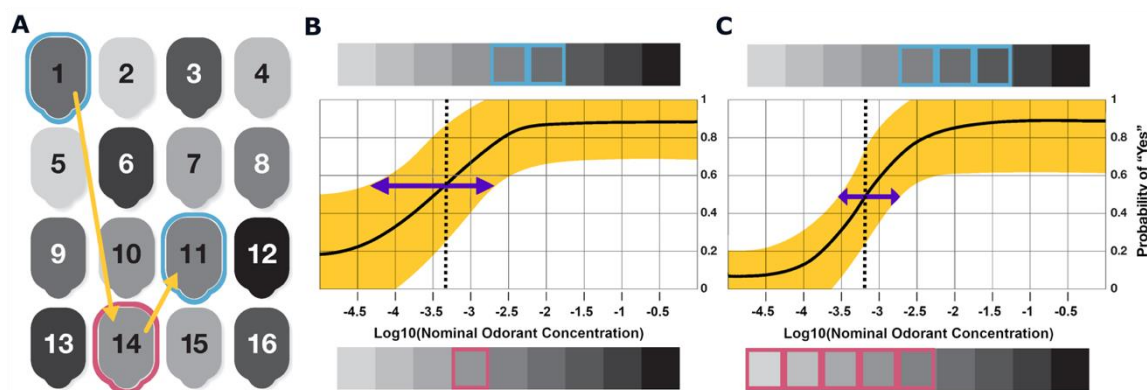 A
1 2 3 4
5 6 7 8
9 10 11 12
13 14 15 16
B
1
0.8
0.6
0.4
0.2
0
-4.5 -4 -3.5 -3 -2.5 -2 -1.5 -1 -0.5
Log10(Nominal Odorant Concentration)
C
1
0.8
0.6
0.4
0.2
0
Probability of "Yes"
-4.5 -4 -3.5 -3 -2.5 -2 -1.5 -1 -0.5
Log10(Nominal Odorant Concentration)